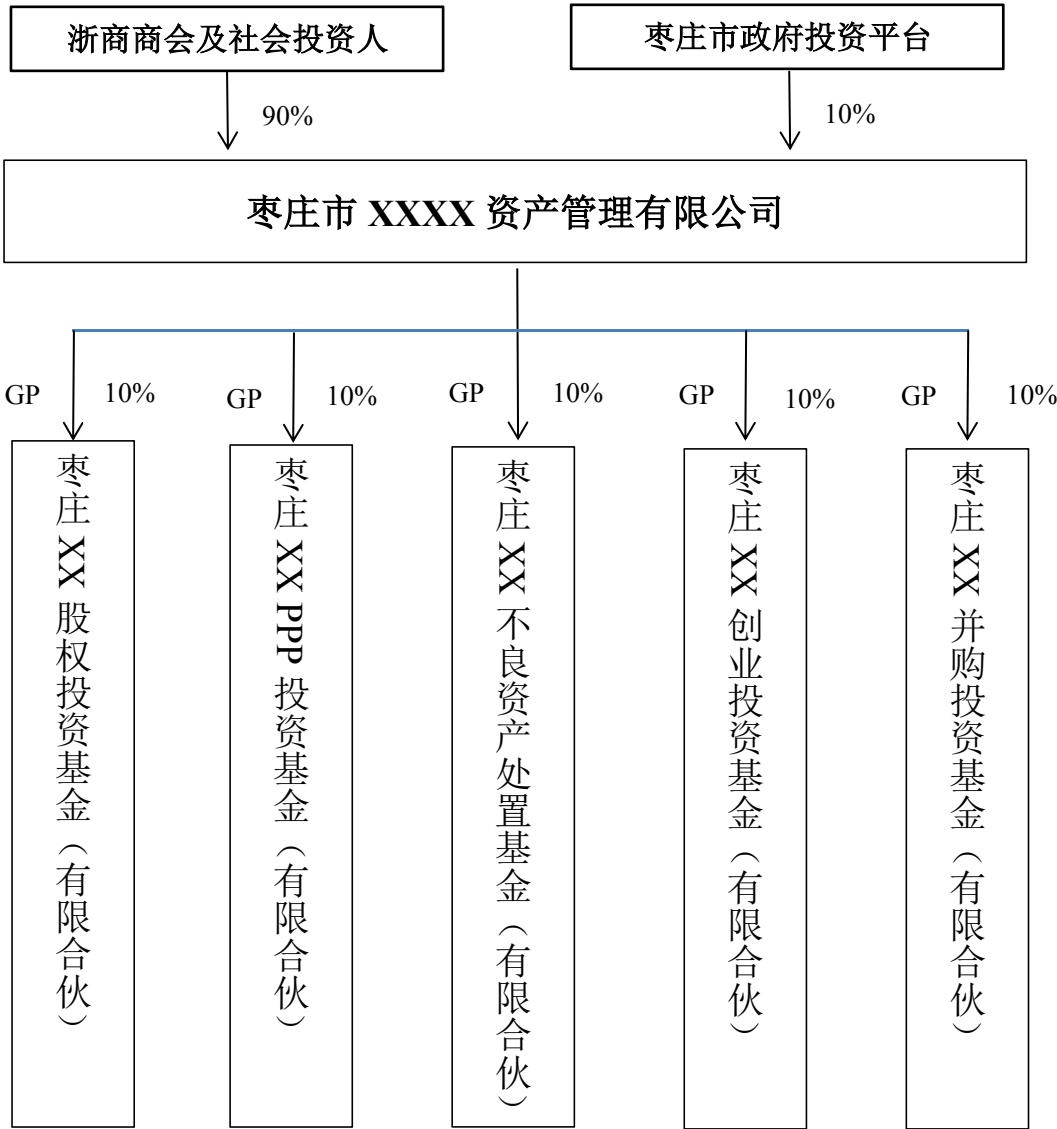 浙商商会及社会投资人
枣庄市政府投资平台
90%
10%
枣庄市 XXXX 资产管理有限公司
GP 10%
GP 10%
GP 10%
GP 10%
GP 10%
枣庄 XX 股权投资基金（有限合伙）
枣庄 XX PPP 投资基金（有限合伙）
枣庄 XX 不良资产处置基金（有限合伙）
枣庄 XX 创业投资基金（有限合伙）
枣庄 XX 并购投资基金（有限合伙）